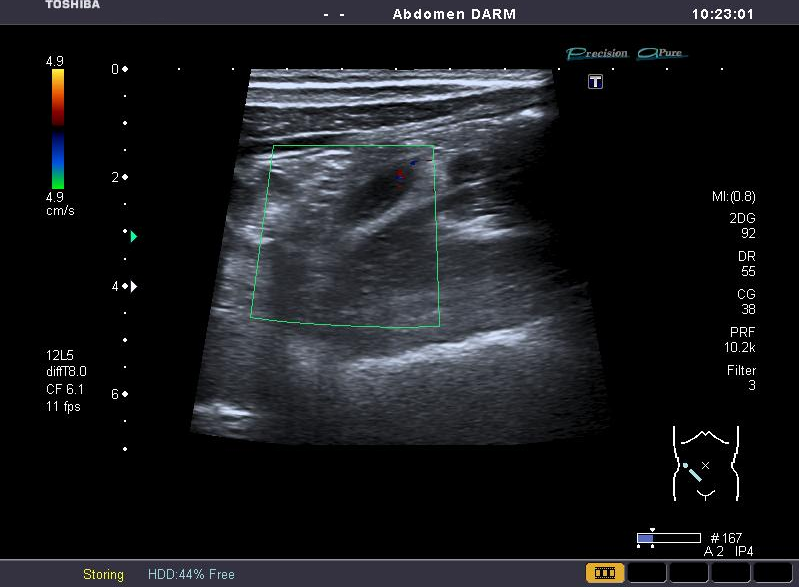 TOSHIBA
- - Abdomen DARM 10:23:01
Precision APure
4.9
0
T
4.9
cm/s
2
MI:(0.8)
2DG
92
DR
55
4
CG
38
PRF
10.2k
12L5
diffT8.0
CF 6.1
11 fps
Filter
3
6
#167
A 2 IP4
Storing HDD:44% Free